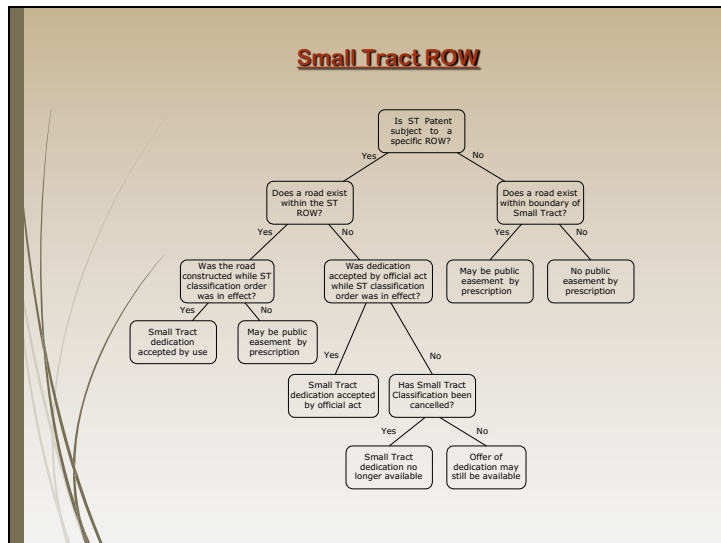 Small Tract ROW
Is ST Patent
subject to a
specific ROW?
Yes
No
Does a road exist
within the ST
ROW?
Does a road exist
within boundary of
Small Tract?
Yes
No
Yes
No
Was the road
constructed while ST
classification order
was in effect?
Was dedication
accepted by official act
while ST classification
order was in effect?
May be public
easement by
prescription
No public
easement by
prescription
Yes
No
Small Tract
dedication
accepted by use
May be public
easement by
prescription
Yes
No
Small Tract
dedication accepted
by official act
Has Small Tract
Classification been
cancelled?
Yes
No
Small Tract
dedication no
longer available
Offer of
dedication may
still be available